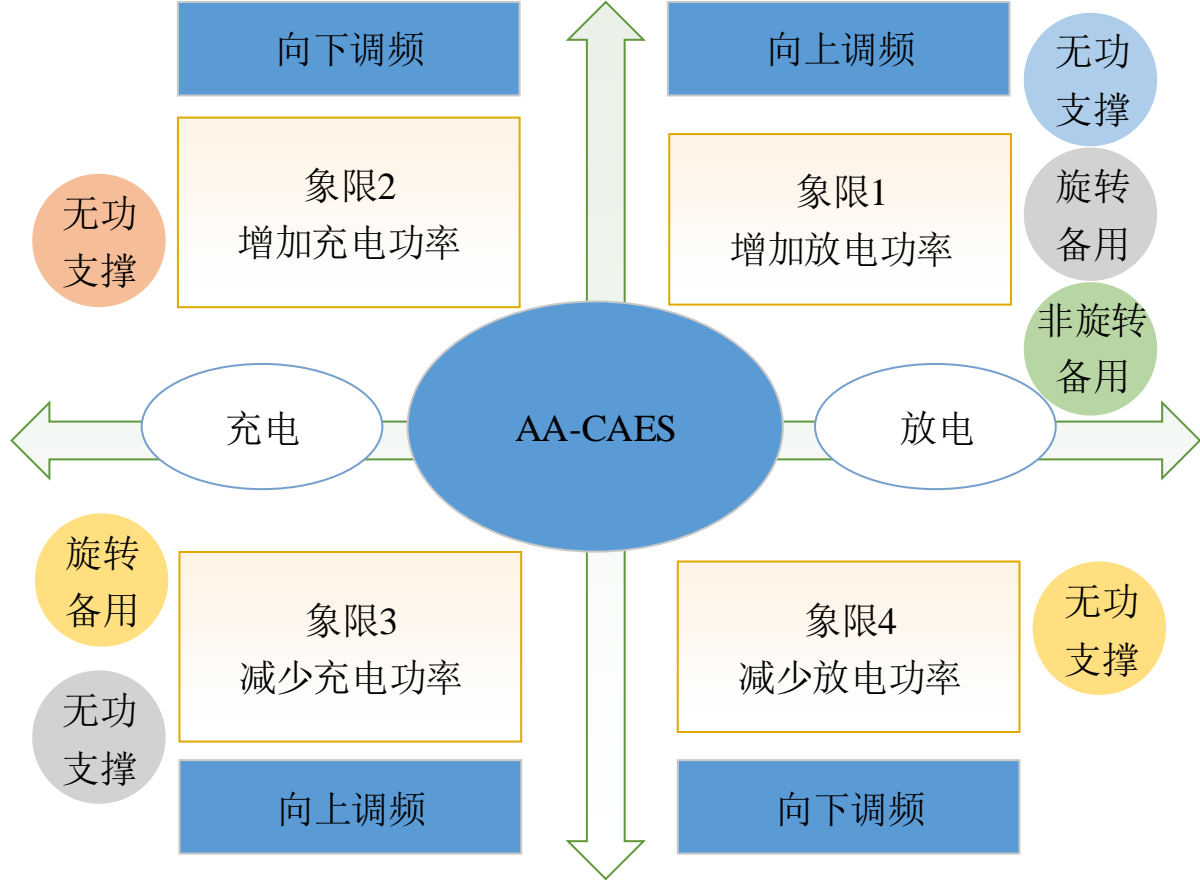 向下调频
向上调频
无功
支撑
象限2
增加充电功率
象限1
增加放电功率
旋转
备用
无功
支撑
非旋转
备用
充电
AA-CAES
放电
旋转
备用
象限3
减少充电功率
象限4
减少放电功率
无功
支撑
无功
支撑
向上调频
向下调频